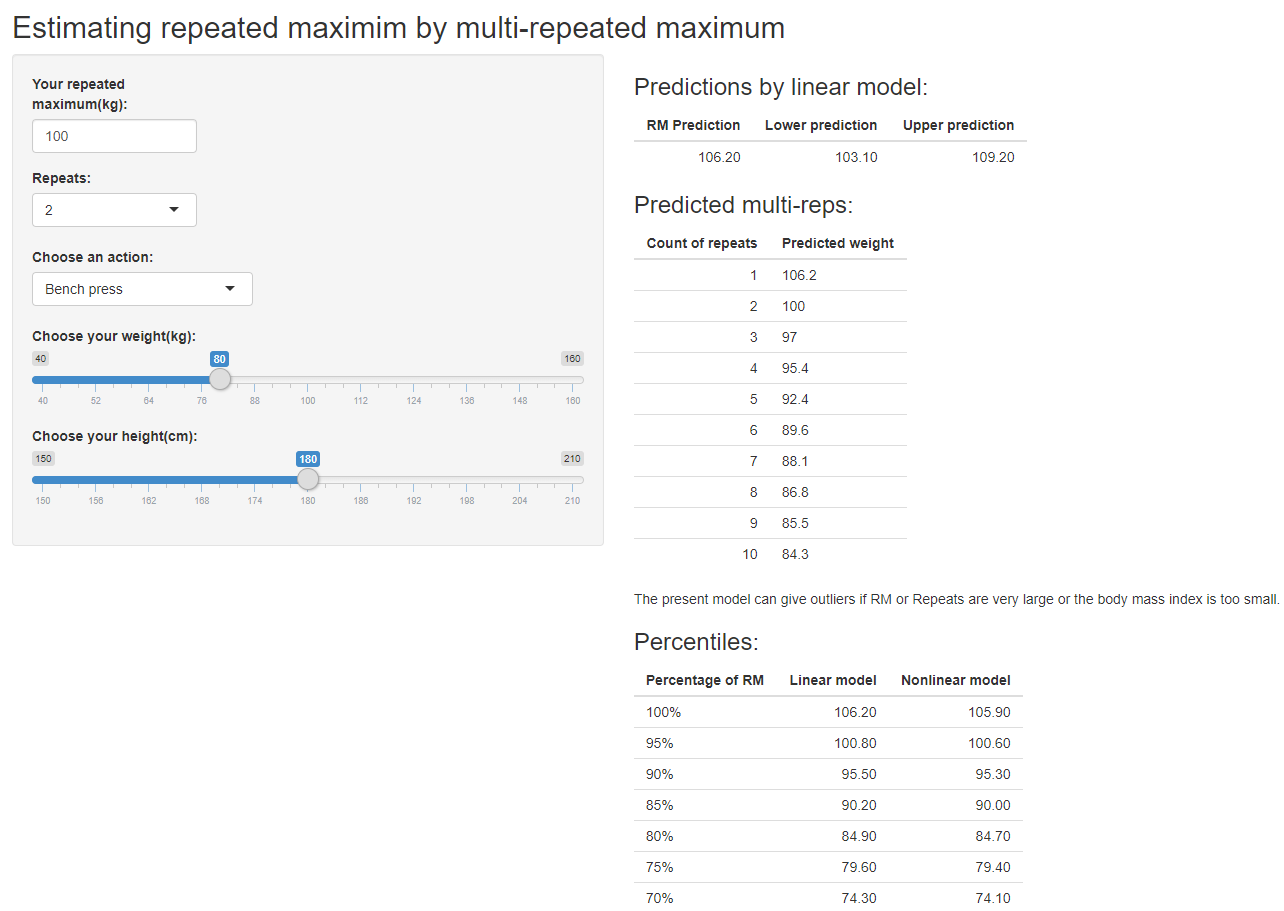 Estimating repeated maximim by multi-repeated maximum
Your repeated
maximum(kg):
100
Repeats:
2
Choose an action:
Bench press
Choose your weight(kg):
40 80 160
40 52 64 76 88 100 112 124 136 148 160
Choose your height(cm):
150 180 210
150 156 162 168 174 180 186 192 198 204 210
Predictions by linear model:
RM Prediction Lower prediction Upper prediction
106.20 103.10 109.20
Predicted multi-reps:
Count of repeats Predicted weight
1 106.2
2 100
3 97
4 95.4
5 92.4
6 89.6
7 88.1
8 86.8
9 85.5
10 84.3
The present model can give outliers if RM or Repeats are very large or the body mass index is too small.
Percentiles:
Percentage of RM Linear model Nonlinear model
100% 106.20 105.90
95% 100.80 100.60
90% 95.50 95.30
85% 90.20 90.00
80% 84.90 84.70
75% 79.60 79.40
70% 74.30 74.10